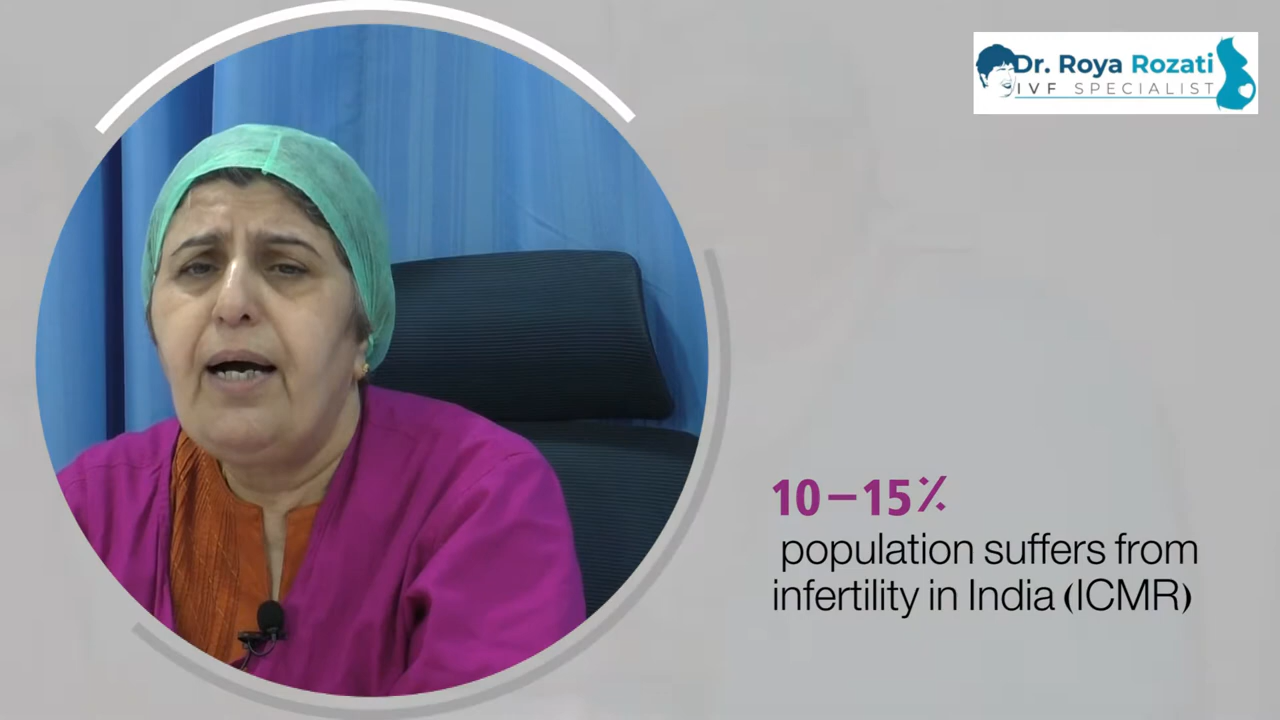 Dr. Roya Rozati
IVF SPECIALIST
10–15%
population suffers from
infertility in India (ICMR)